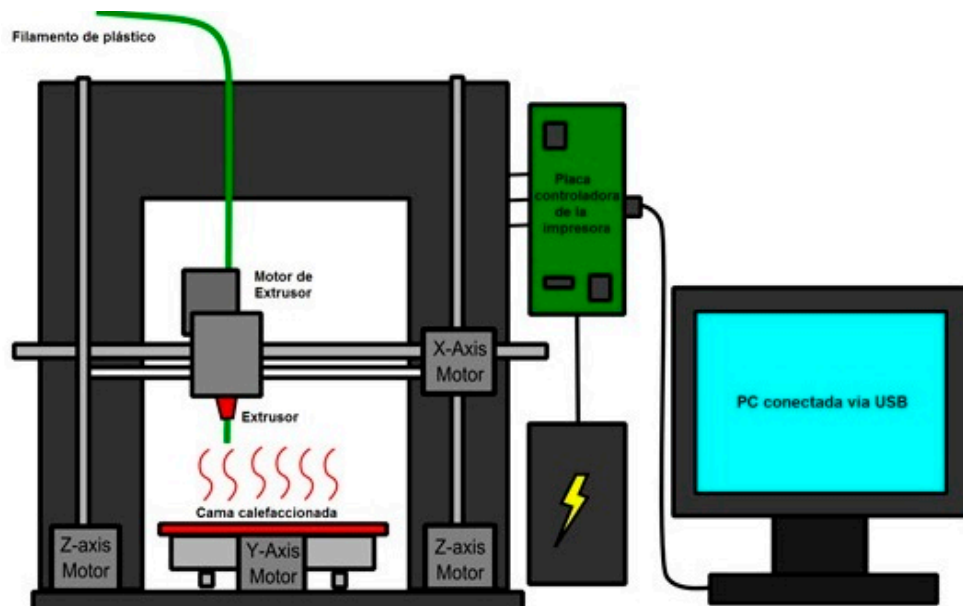 Filamento de plástico
Placa
controladora
de la
impresora
Motor de
Extrusor
X-Axis
Motor
PC conectada via USB
Extrusor
Cama calefaccionada
Z-axis
Motor
Y-Axis
Motor
Z-axis
Motor